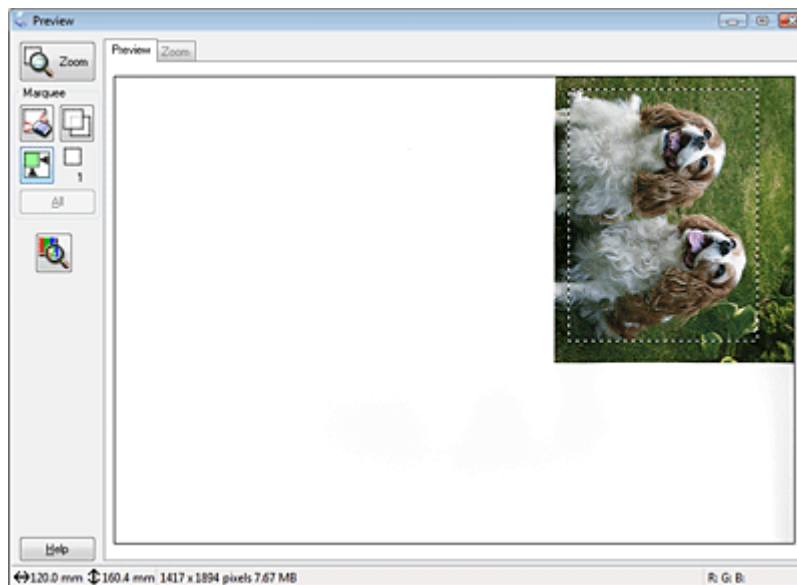 Preview
Zoom
Preview Zoom
Marquee
1
All
Help
120.0 mm 160.4 mm 1417 x 1894 pixels 7.67 MB R: G: B: